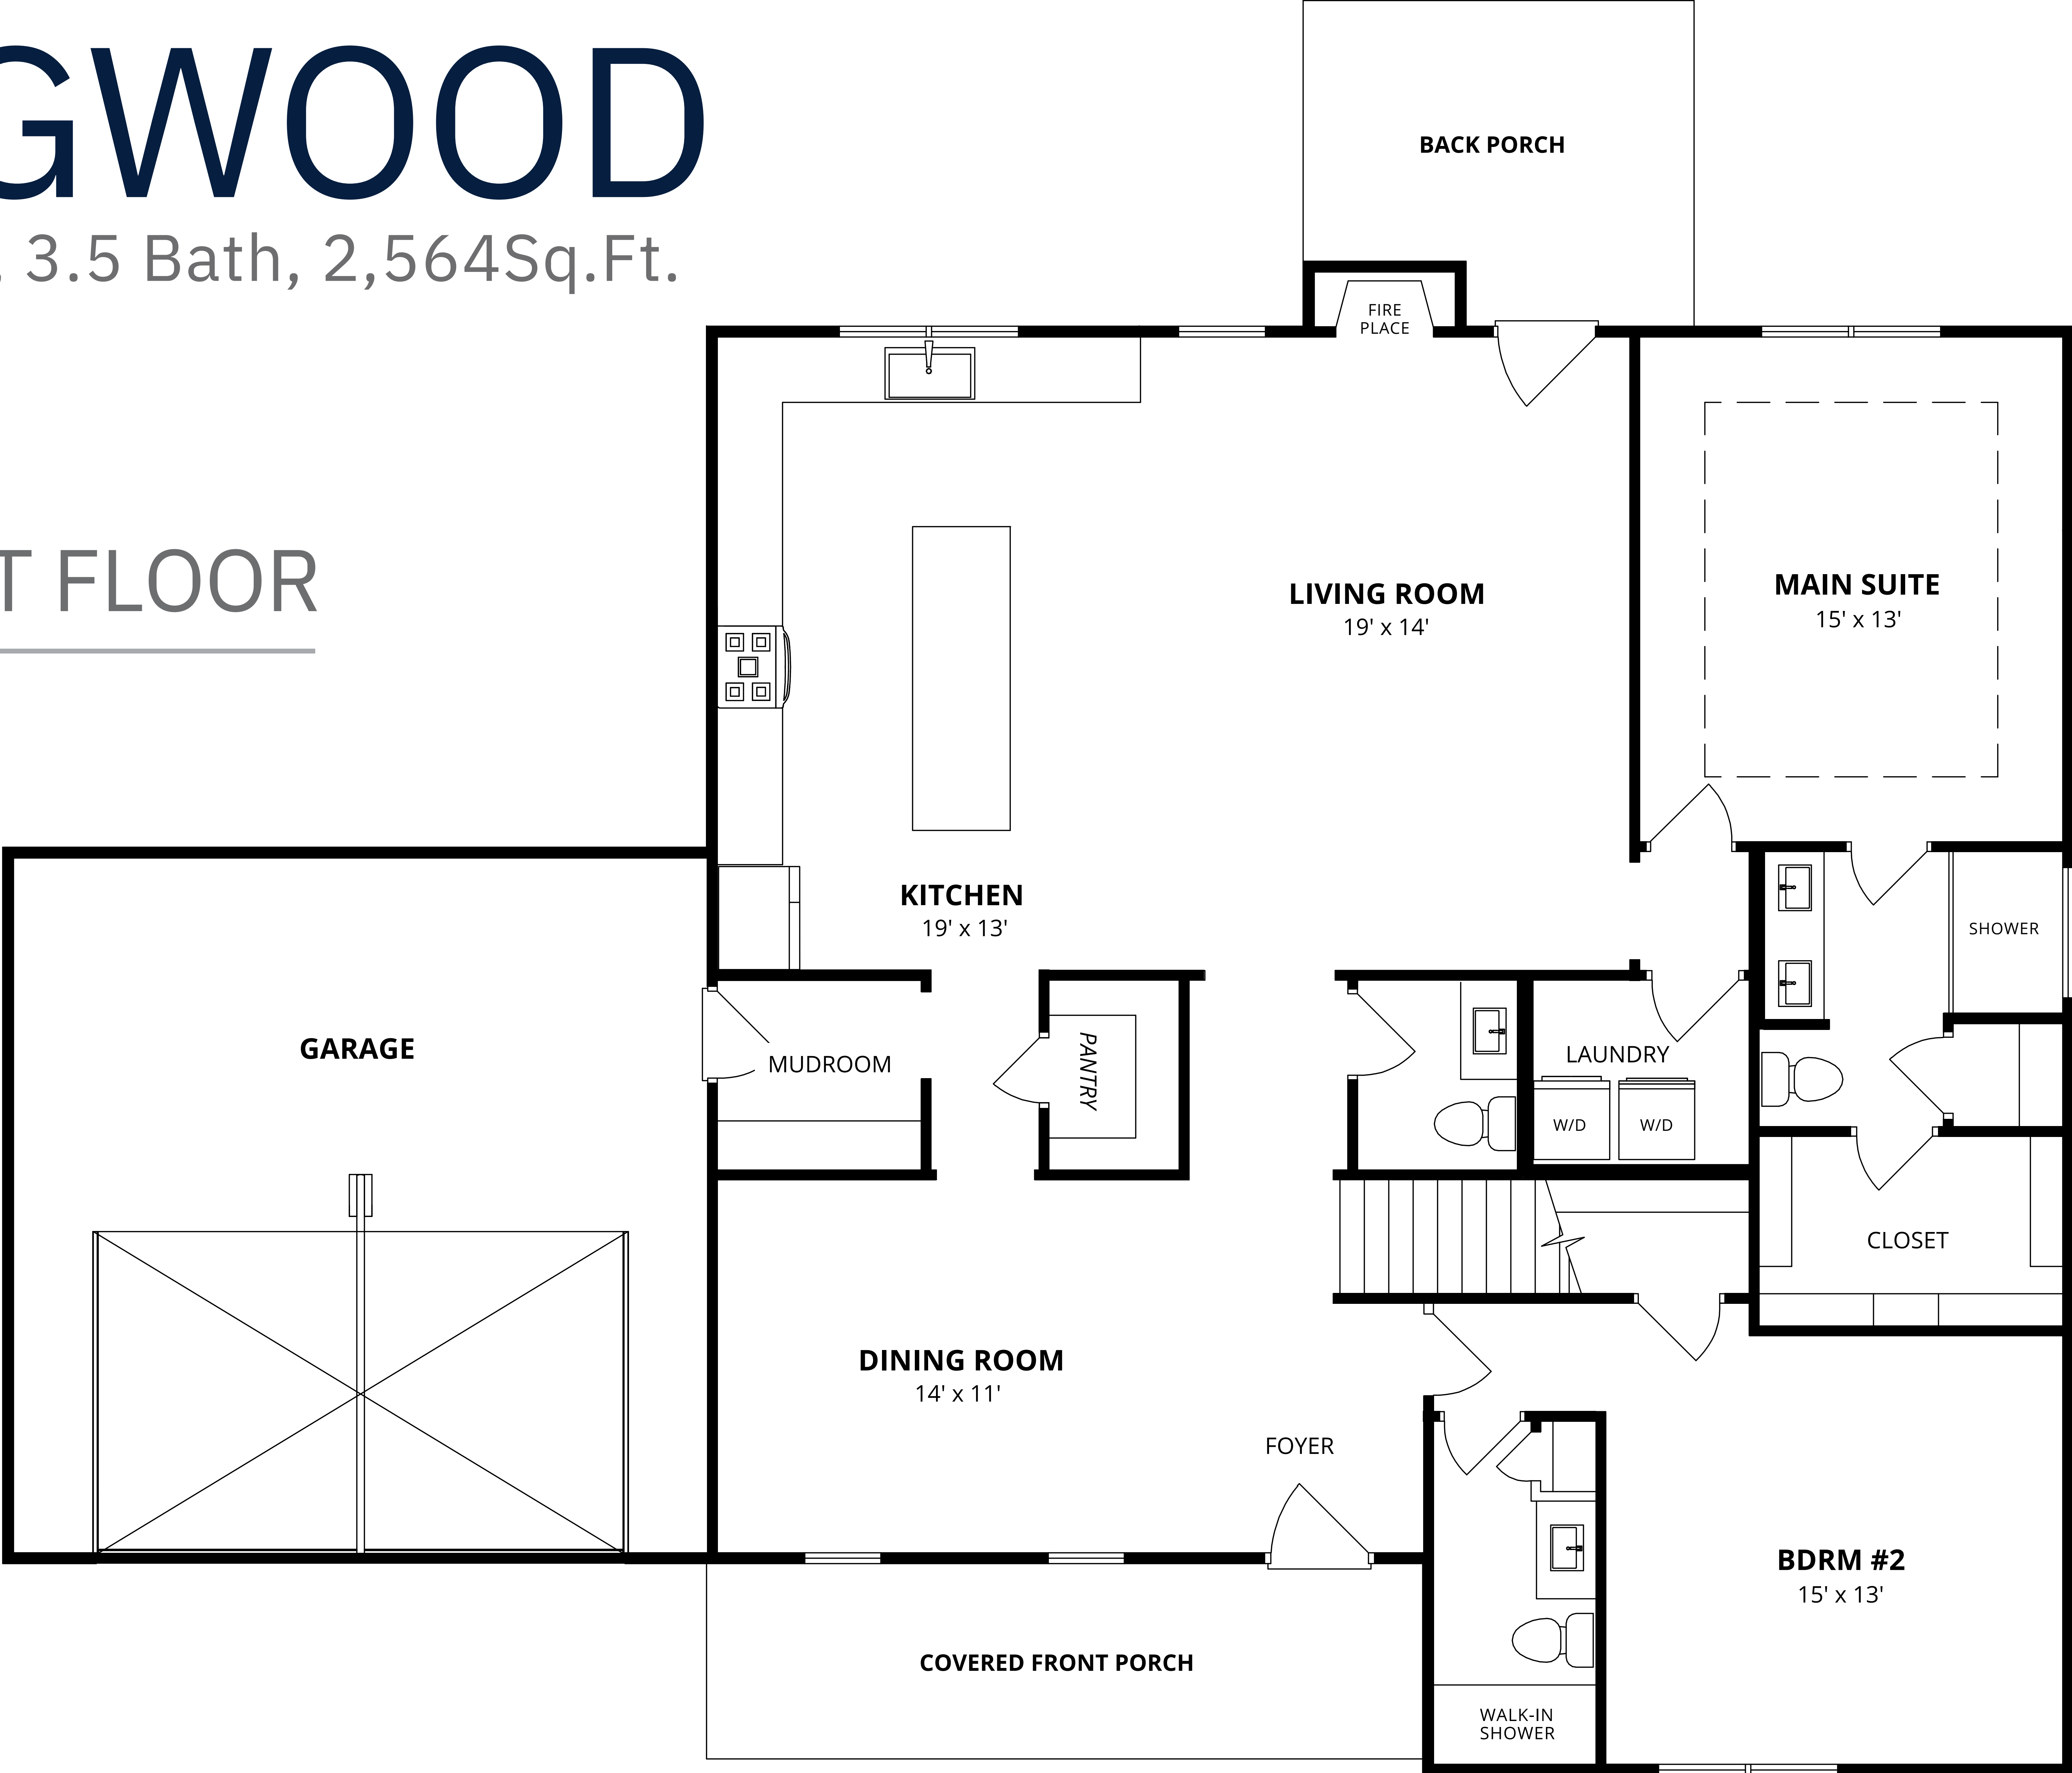 GWOOD
, 3.5 Bath, 2,564Sq.Ft.
T FLOOR
BACK PORCH
FIRE
PLACE
LIVING ROOM
19' x 14'
MAIN SUITE
15' x 13'
KITCHEN
19' x 13'
SHOWER
GARAGE
MUDROOM
PANTRY
LAUNDRY
W/D
W/D
CLOSET
DINING ROOM
14' x 11'
FOYER
BDRM #2
15' x 13'
COVERED FRONT PORCH
WALK-IN
SHOWER